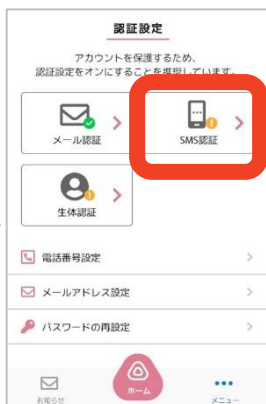 認証設定
アカウントを保護するため、
認証設定をオンにすることを推奨しています。
メール認証
SMS認証
生体認証
電話番号設定
メールアドレス設定
パスワードの再設定
お知らせ
ホーム
メニュー